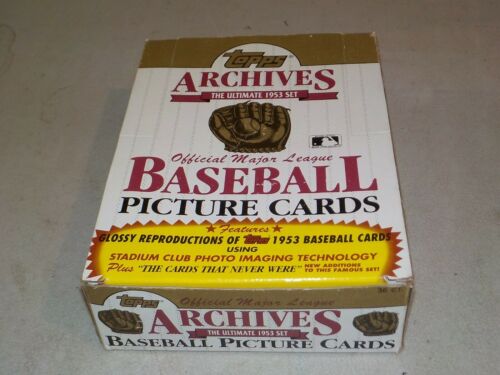 Topps
ARCHIVES
THE ULTIMATE 1953 SET
Official Major League
BASEBALL
PICTURE CARDS
★ Features ★
GLOSSY REPRODUCTIONS OF Topps 1953 BASEBALL CARDS
USING
STADIUM CLUB PHOTO IMAGING TECHNOLOGY
Plus "THE CARDS THAT NEVER WERE" NEW ADDITIONS TO THIS FAMOUS SET!
36 CT.
Topps Official Major League
ARCHIVES
THE ULTIMATE 1953 SET
BASEBALL PICTURE CARDS